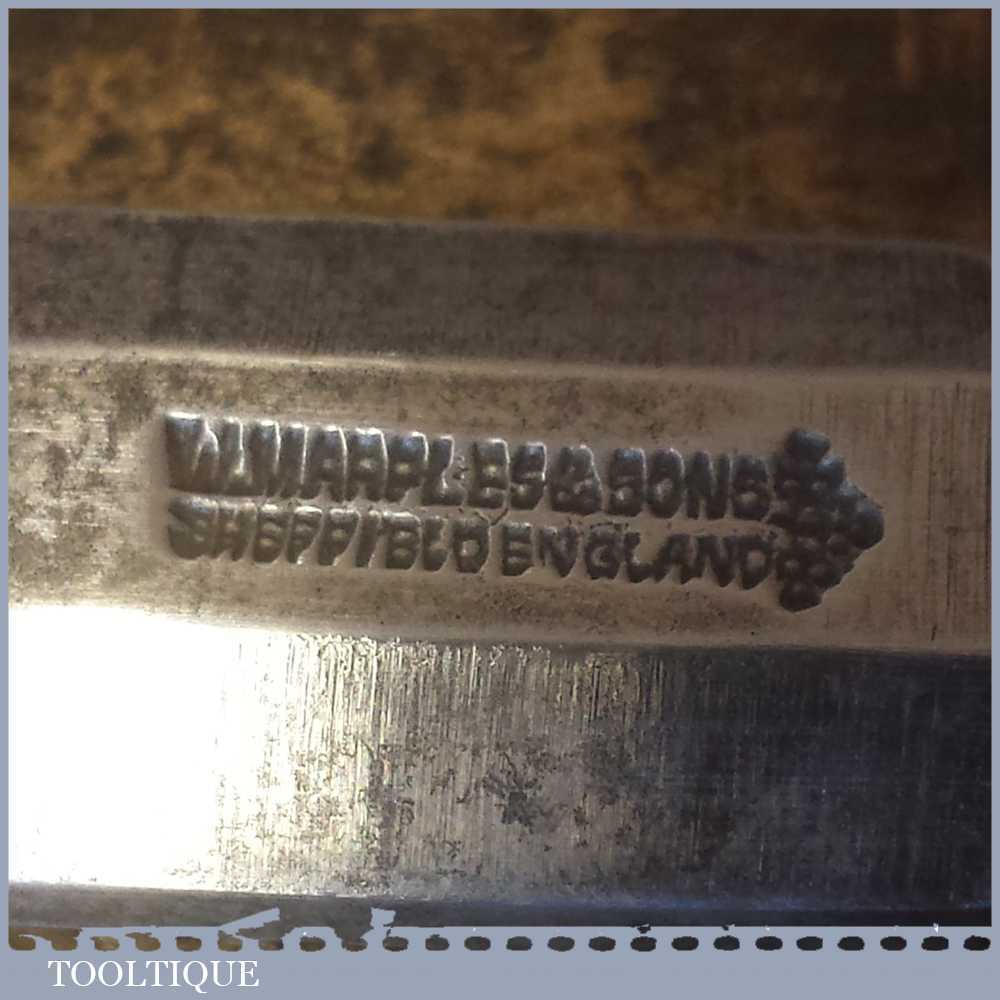 W. MARPLES & SONS
SHEFFIELD ENGLAND
TOOLTIQUE